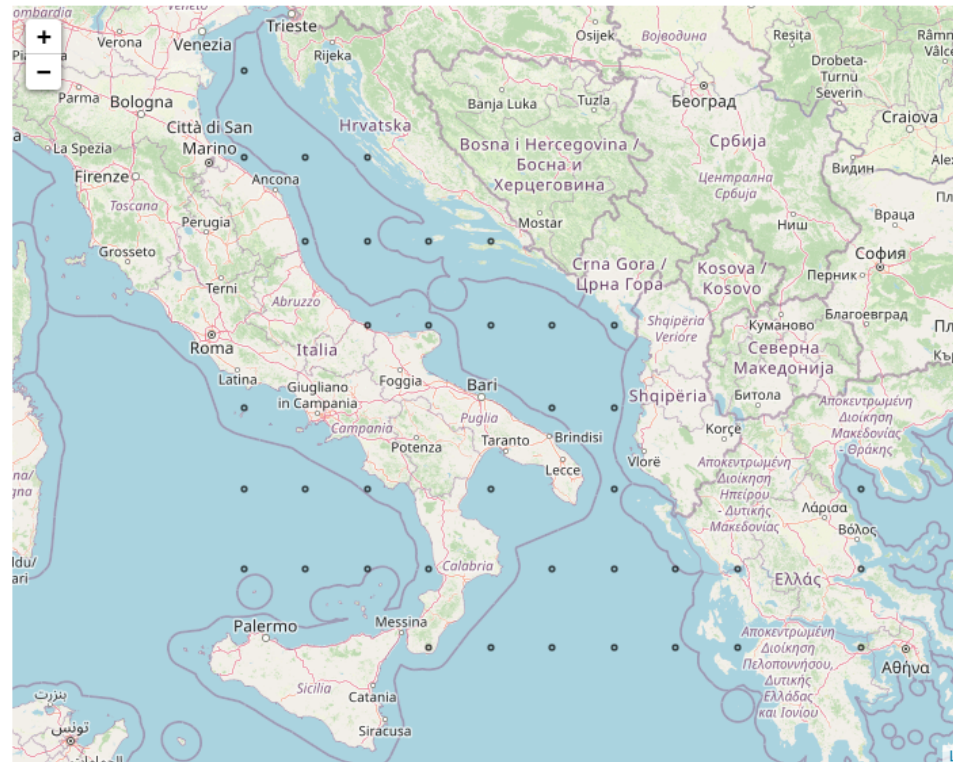 Venezia
Trieste
+
−
Verona
Rijeka
Osijek
Војводина
Reșița
Drobeta-
Turnu
Severin
Parma
Bologna
Banja Luka
Tuzla
Београд
Craiova
Città di San
Marino
Hrvatska
Bosna i Hercegovina /
Босна и
Херцеговина
Србија
La Spezia
Firenze
Ancona
Централна
Србија
Видин
Toscana
Perugia
Mostar
Ниш
Враца
Grosseto
Terni
Crna Gora /
Црна Гора
Kosova /
Kosovo
София
Перник
Abruzzo
Roma
Italia
Shqipëria
Veriore
Куманово
Благоевград
Северна
Македонија
Latina
Giugliano
in Campania
Foggia
Bari
Shqipëria
Битола
Campania
Puglia
Potenza
Taranto
Brindisi
Korçë
Αποκεντρωμένη
Διοίκηση
Μακεδονίας
- Θράκης
Lecce
Vlorë
Αποκεντρωμένη
Διοίκηση
Ηπείρου
- Δυτικής
Μακεδονίας
Λάρισα
Βόλος
Calabria
Ελλάς
Palermo
Messina
Αποκεντρωμένη
Διοίκηση
Πελοποννήσου,
Δυτικής
Ελλάδας
και Ιονίου
Αθήνα
Sicilia
Catania
Siracusa
بنزرت
تونس